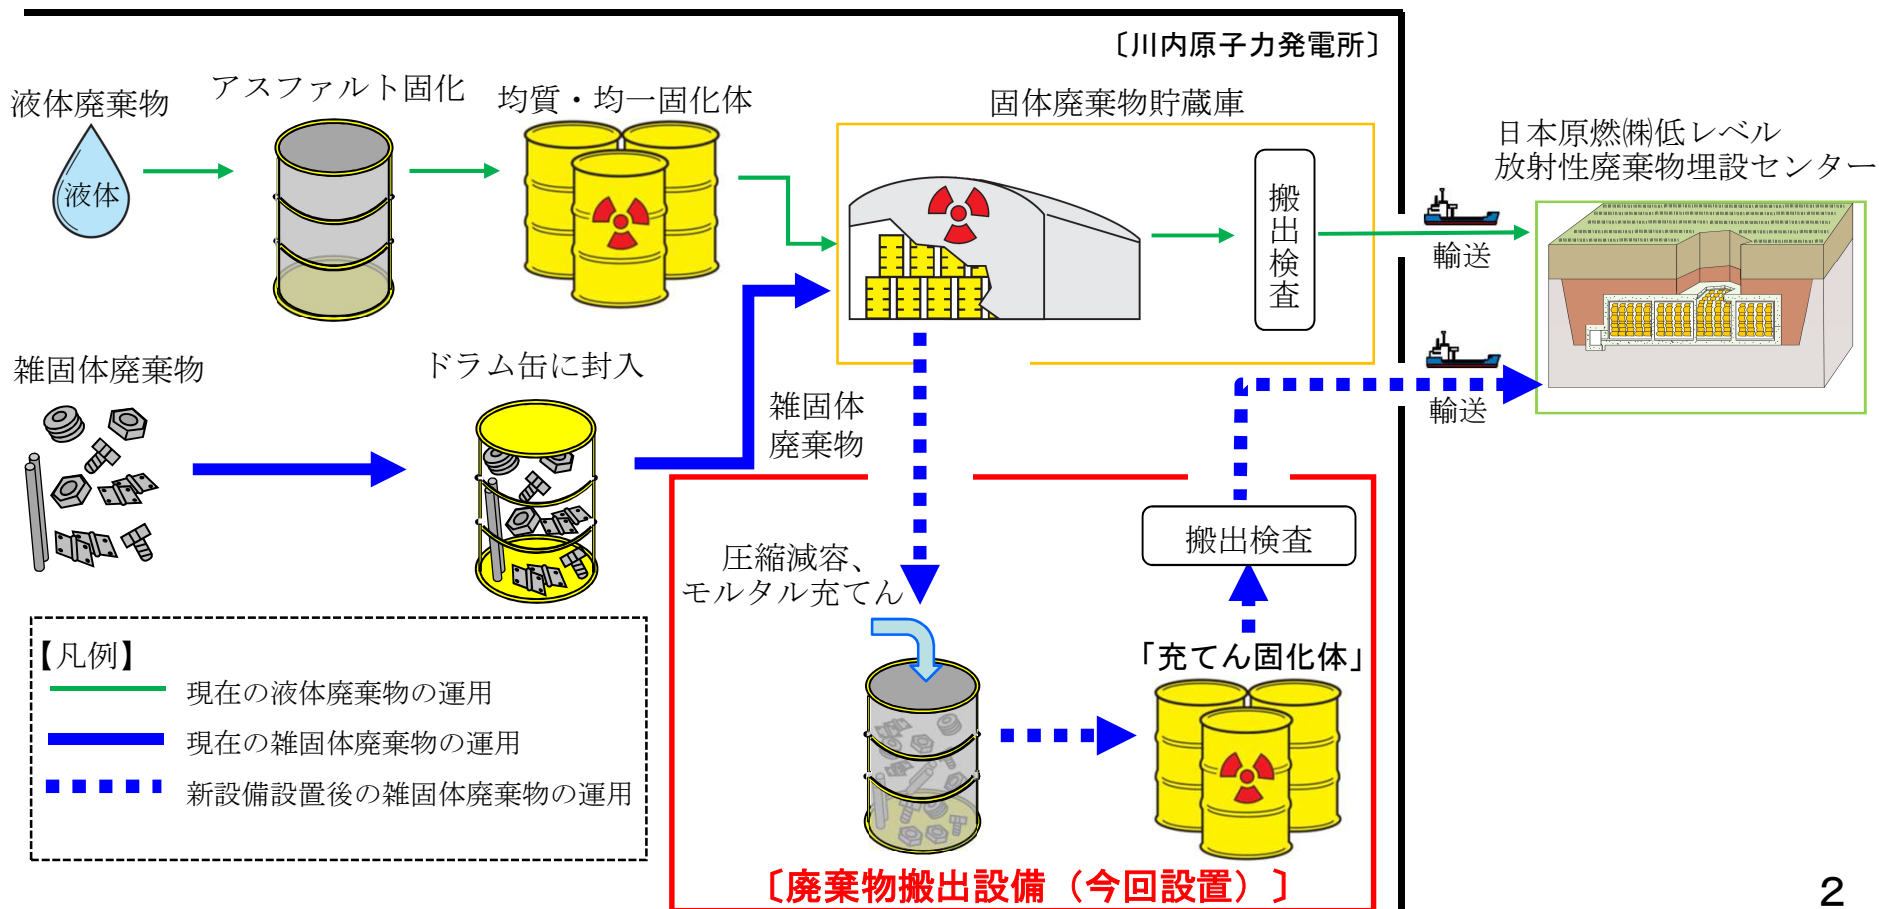 〔川内原子力発電所〕
液体廃棄物
液体
アスファルト固化
均質・均一固化体
固体廃棄物貯蔵庫
搬出検査
輸送
日本原燃㈱低レベル
放射性廃棄物埋設センター
雑固体廃棄物
ドラム缶に封入
雑固体
廃棄物
輸送
圧縮減容、
モルタル充てん
搬出検査
「充てん固化体」
〔廃棄物搬出設備（今回設置）〕
【凡例】
現在の液体廃棄物の運用
現在の雑固体廃棄物の運用
新設備設置後の雑固体廃棄物の運用
2